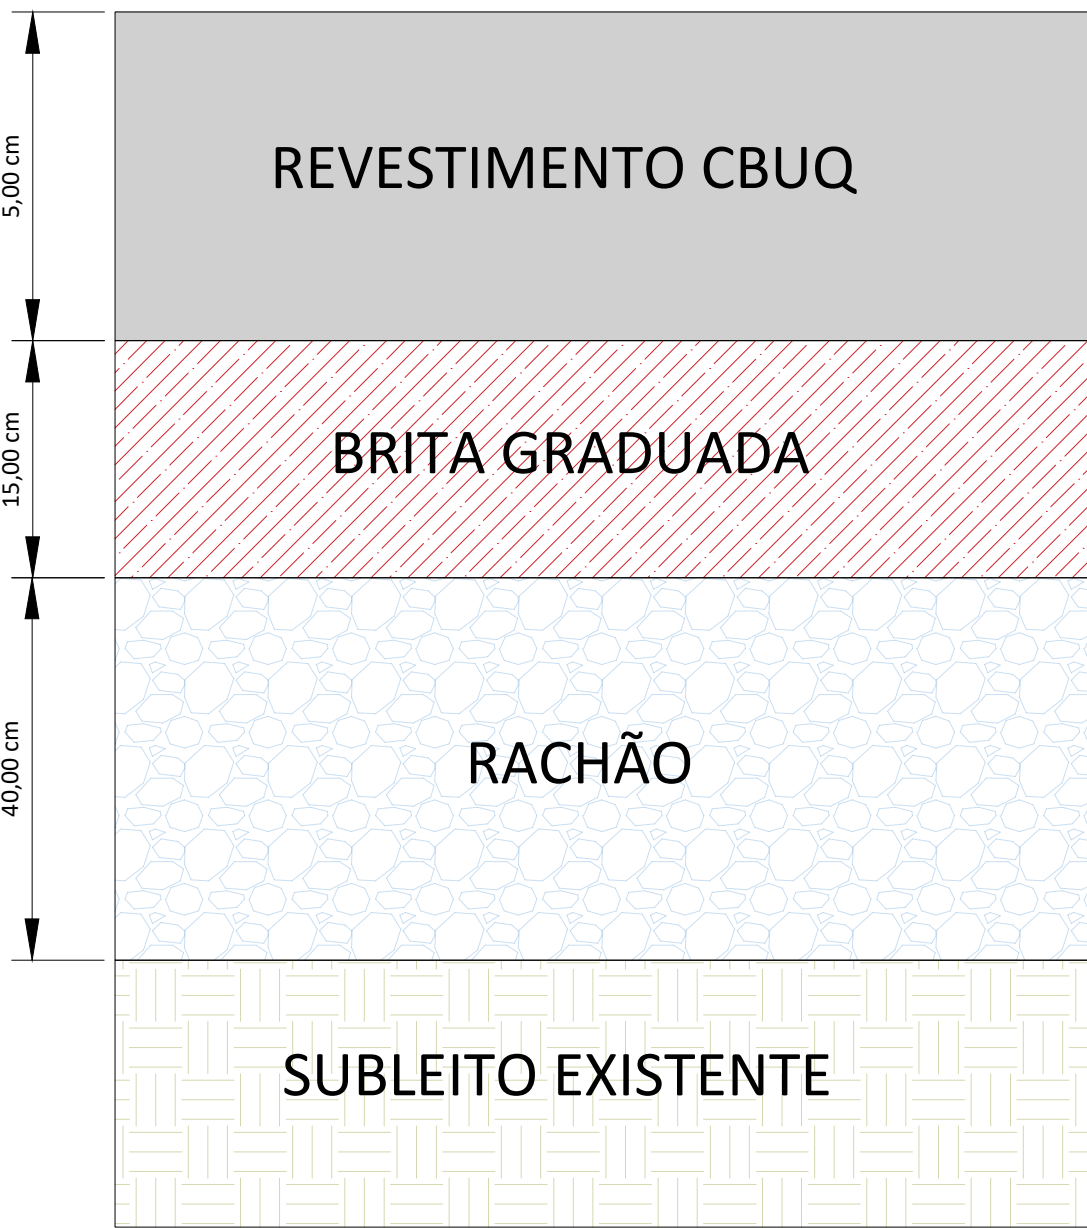 5,00 cm
REVESTIMENTO CBUQ
15,00 cm
BRITA GRADUADA
40,00 cm
RACHÃO
SUBLEITO EXISTENTE